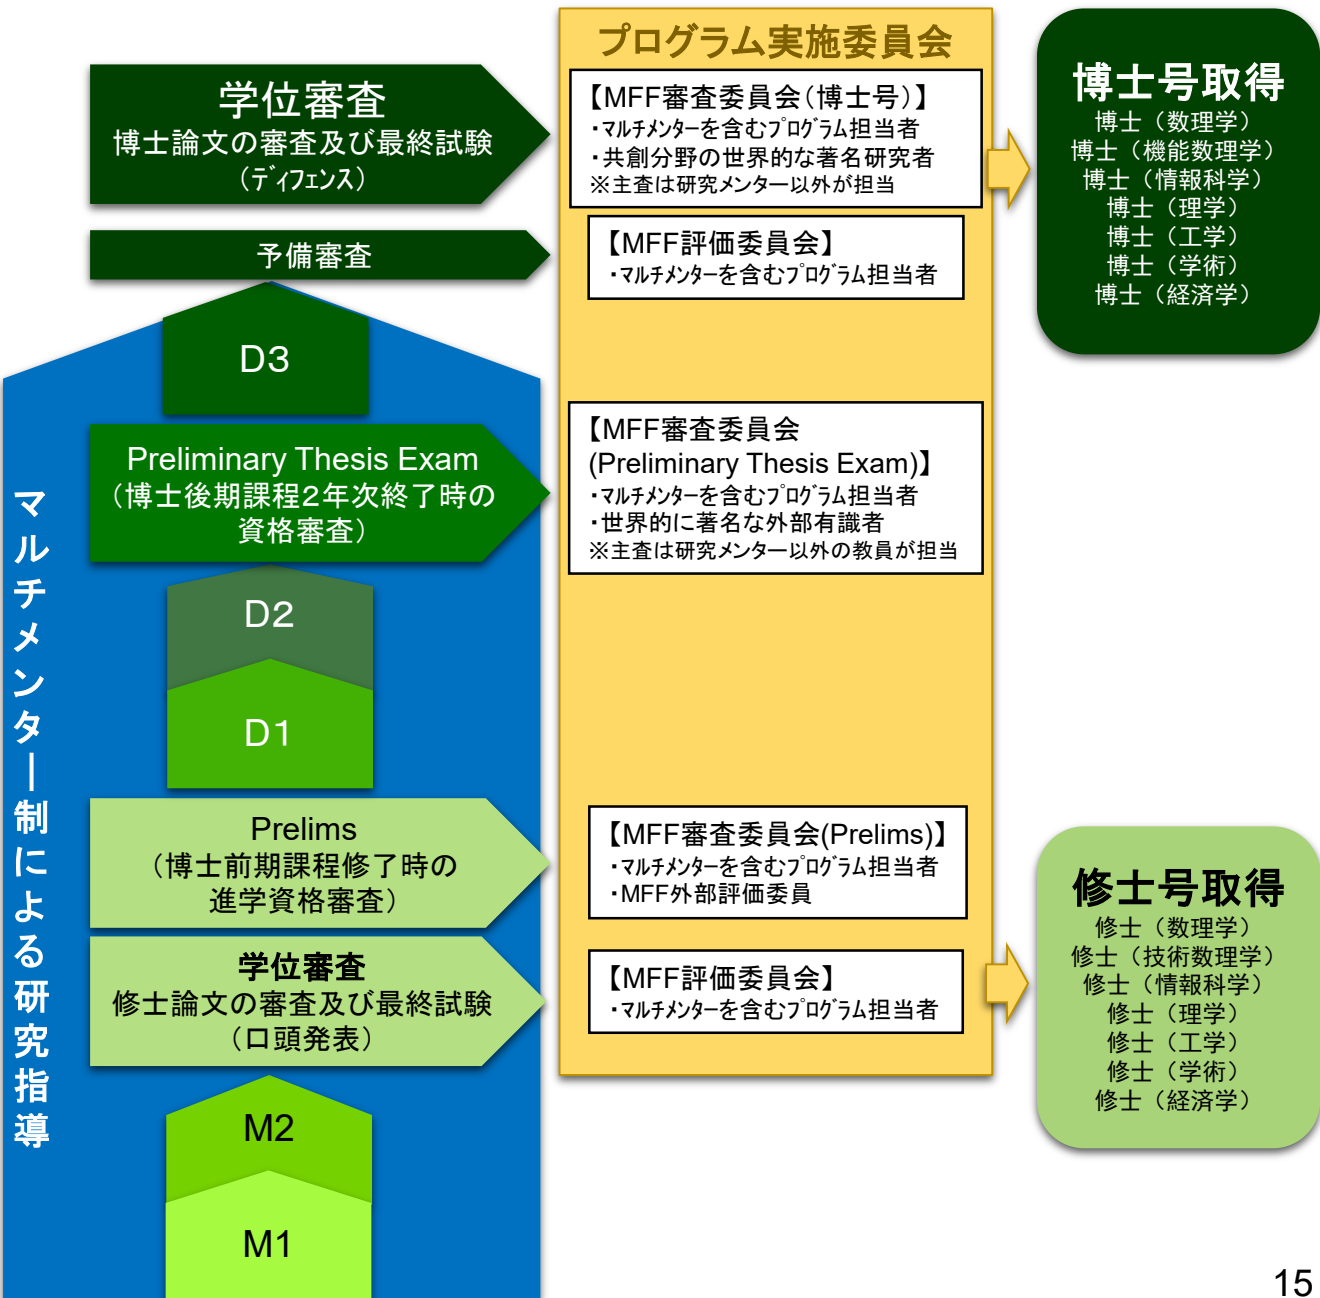 プログラム実施委員会
学位審査
博士論文の審査及び最終試験
（ディフェンス）
【MFF審査委員会（博士号）】
・マルチメンターを含むプログラム担当者
・共創分野の世界的な著名研究者
※主査は研究メンター以外が担当
博士号取得
博士（数理学）
博士（機能数理学）
博士（情報科学）
博士（理学）
博士（工学）
博士（学術）
博士（経済学）
予備審査
【MFF評価委員会】
・マルチメンターを含むプログラム担当者
D3
Preliminary Thesis Exam
（博士後期課程２年次終了時の
資格審査）
【MFF審査委員会
(Preliminary Thesis Exam)】
・マルチメンターを含むプログラム担当者
・世界的に著名な外部有識者
※主査は研究メンター以外の教員が担当
マルチメンター制による研究指導
D2
D1
Prelims
（博士前期課程修了時の
進学資格審査）
【MFF審査委員会(Prelims)】
・マルチメンターを含むプログラム担当者
・MFF外部評価委員
学位審査
修士論文の審査及び最終試験
（口頭発表）
【MFF評価委員会】
・マルチメンターを含むプログラム担当者
修士号取得
修士（数理学）
修士（技術数理学）
修士（情報科学）
修士（理学）
修士（工学）
修士（学術）
修士（経済学）
M2
M1
15